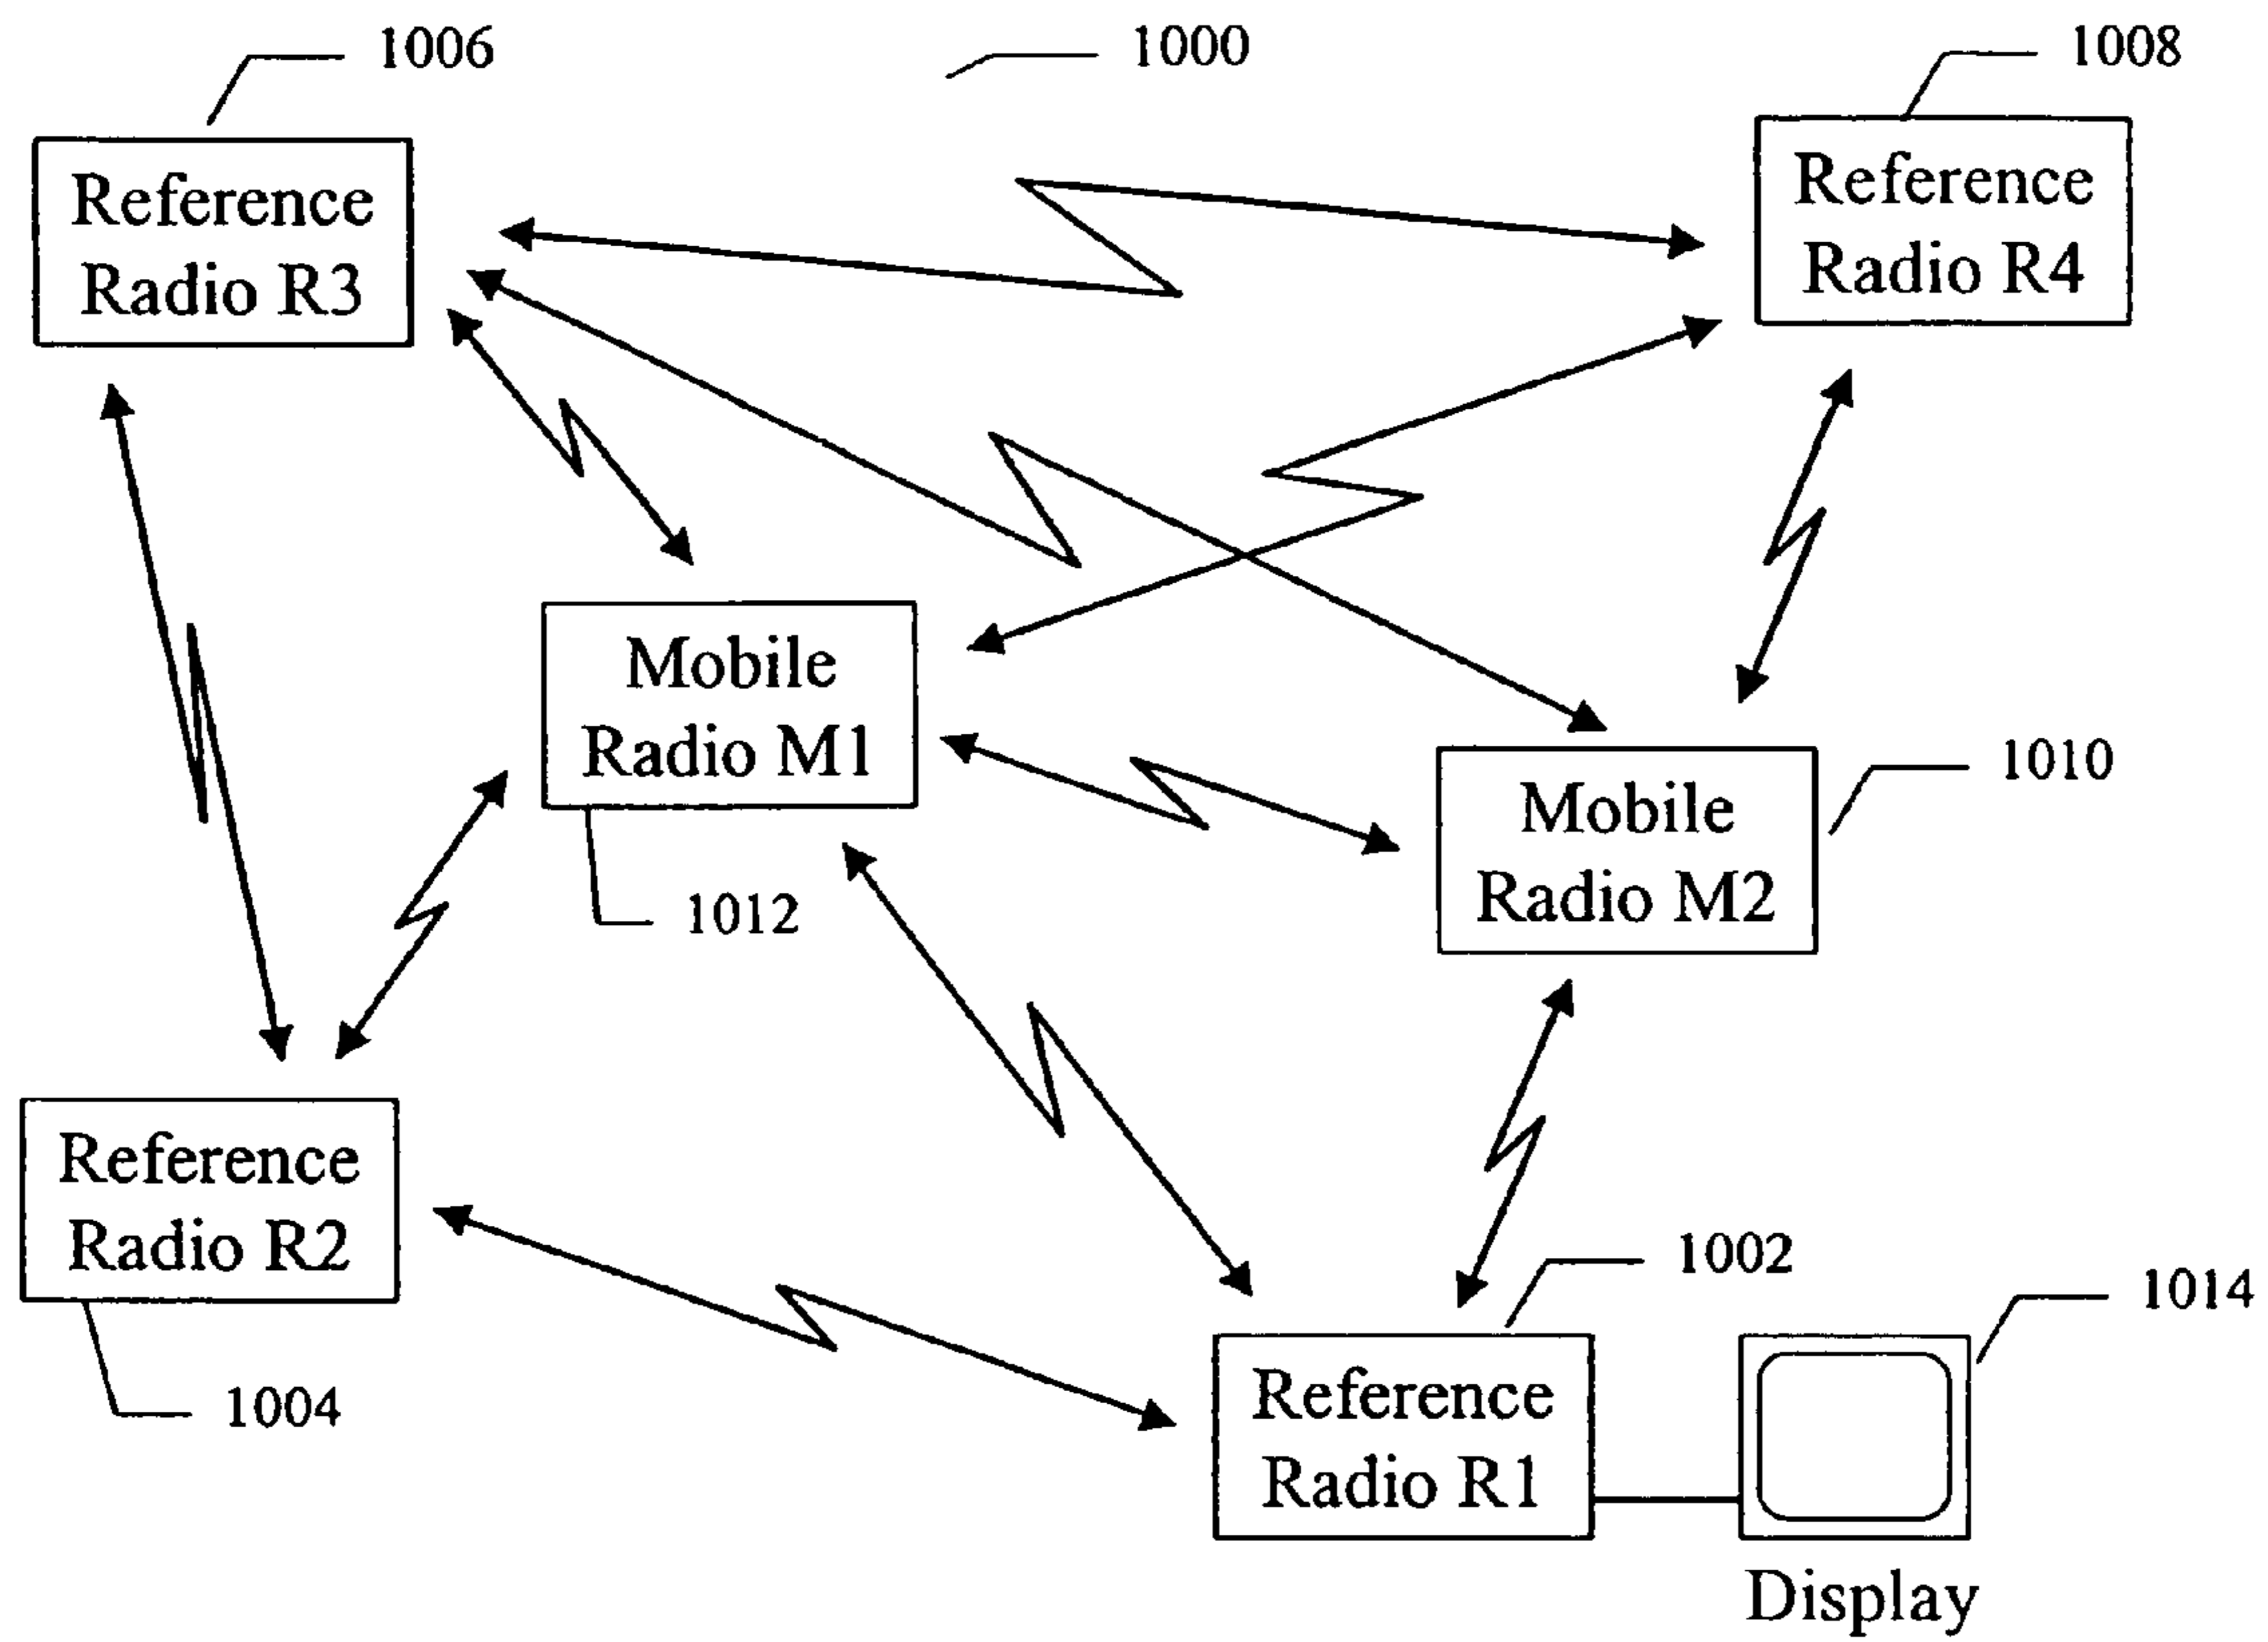 1006
1000
1008
Reference
Radio R3
Reference
Radio R4
Mobile
Radio M1
1010
Mobile
Radio M2
1012
Reference
Radio R2
1002
1014
1004
Reference
Radio R1
Display